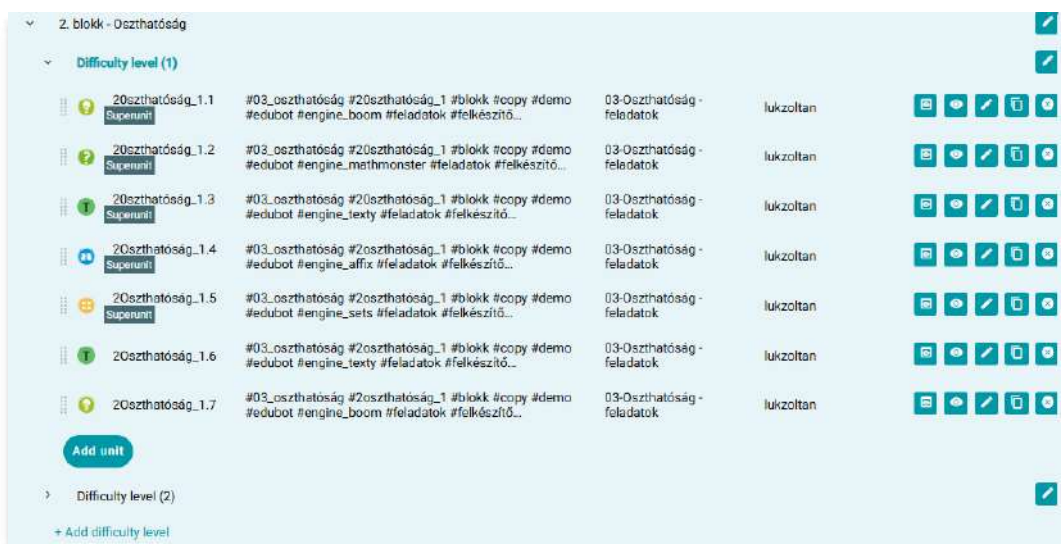 2. blokk - Oszthatóság
Difficulty level (1)
2Oszthatóság_1.1
Superunit
#03_oszthatóság #2oszthatóság_1 #blokk #copy #demo
#edubot #engine_boom #feladatok #felkészítő...
03-Oszthatóság -
feladatok
lukzoltan
2Oszthatóság_1.2
Superunit
#03_oszthatóság #2oszthatóság_1 #blokk #copy #demo
#edubot #engine_mathmonster #feladatok #felkészítő...
03-Oszthatóság -
feladatok
lukzoltan
2Oszthatóság_1.3
Superunit
#03_oszthatóság #2oszthatóság_1 #blokk #copy #demo
#edubot #engine_texty #feladatok #felkészítő...
03-Oszthatóság -
feladatok
lukzoltan
2Oszthatóság_1.4
Superunit
#03_oszthatóság #2oszthatóság_1 #blokk #copy #demo
#edubot #engine_affix #feladatok #felkészítő...
03-Oszthatóság -
feladatok
lukzoltan
2Oszthatóság_1.5
Superunit
#03_oszthatóság #2oszthatóság_1 #blokk #copy #demo
#edubot #engine_sets #feladatok #felkészítő...
03-Oszthatóság -
feladatok
lukzoltan
2Oszthatóság_1.6
#03_oszthatóság #2oszthatóság_1 #blokk #copy #demo
#edubot #engine_texty #feladatok #felkészítő...
03-Oszthatóság -
feladatok
lukzoltan
2Oszthatóság_1.7
#03_oszthatóság #2oszthatóság_1 #blokk #copy #demo
#edubot #engine_boom #feladatok #felkészítő...
03-Oszthatóság -
feladatok
lukzoltan
Add unit
Difficulty level (2)
+ Add difficulty level